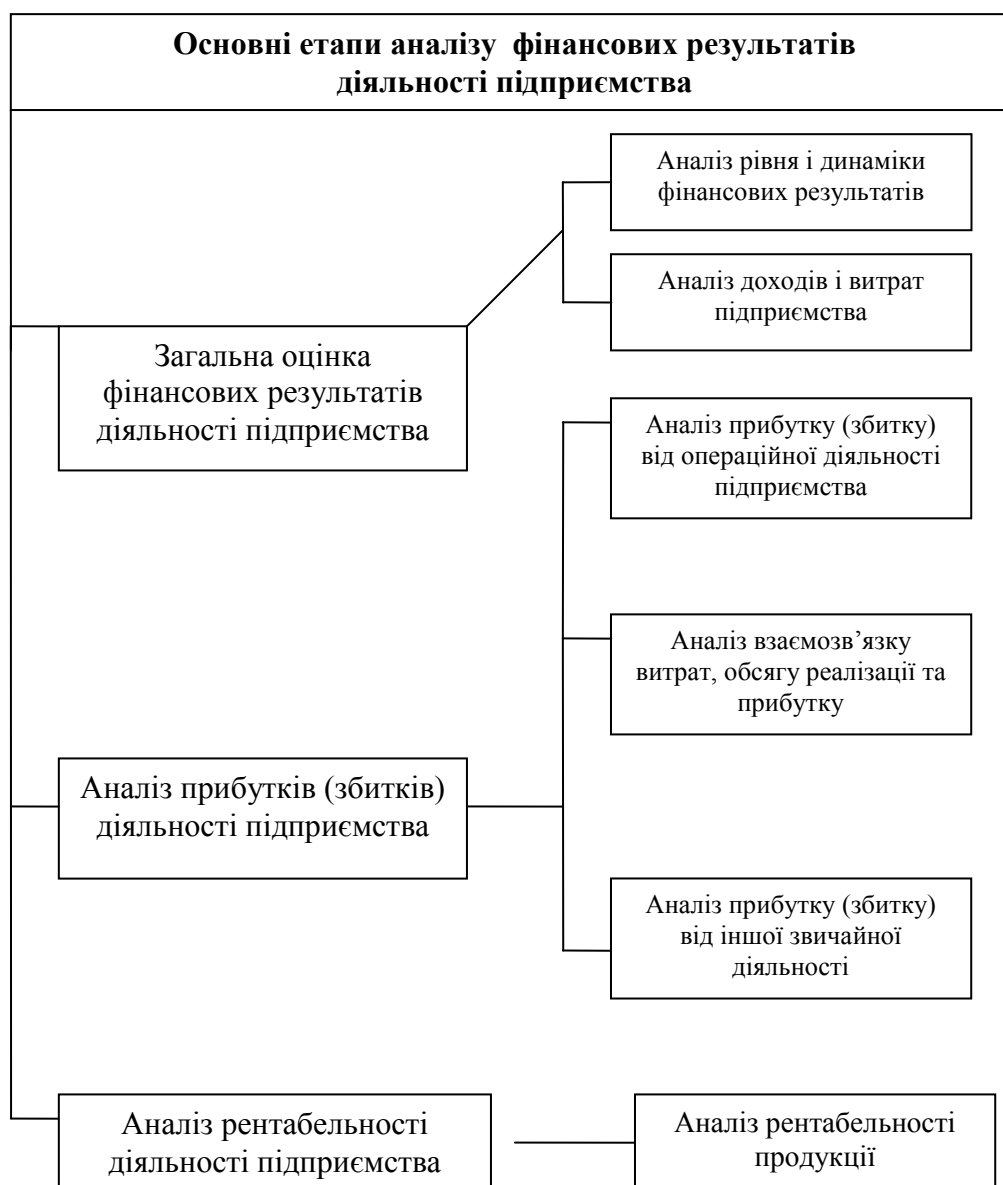 Основні етапи аналізу фінансових результатів
діяльності підприємства
Аналіз рівня і динаміки
фінансових результатів
Аналіз доходів і витрат
підприємства
Загальна оцінка
фінансових результатів
діяльності підприємства
Аналіз прибутку (збитку)
від операційної діяльності
підприємства
Аналіз взаємозв’язку
витрат, обсягу реалізації та
прибутку
Аналіз прибутків (збитків)
діяльності підприємства
Аналіз прибутку (збитку)
від іншої звичайної
діяльності
Аналіз рентабельності
діяльності підприємства
Аналіз рентабельності
продукції